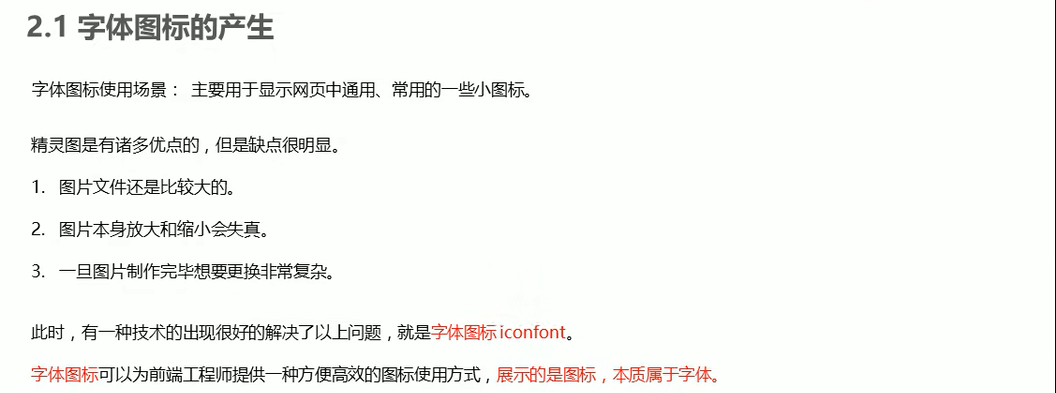 2.1 字体图标的产生
字体图标使用场景： 主要用于显示网页中通用、常用的一些小图标。
精灵图是有诸多优点的，但是缺点很明显。
1. 图片文件还是比较大的。
2. 图片本身放大和缩小会失真。
3. 一旦图片制作完毕想要更换非常复杂。
此时，有一种技术的出现很好的解决了以上问题，就是字体图标 iconfont。
字体图标可以为前端工程师提供一种方便高效的图标使用方式，展示的是图标，本质属于字体。